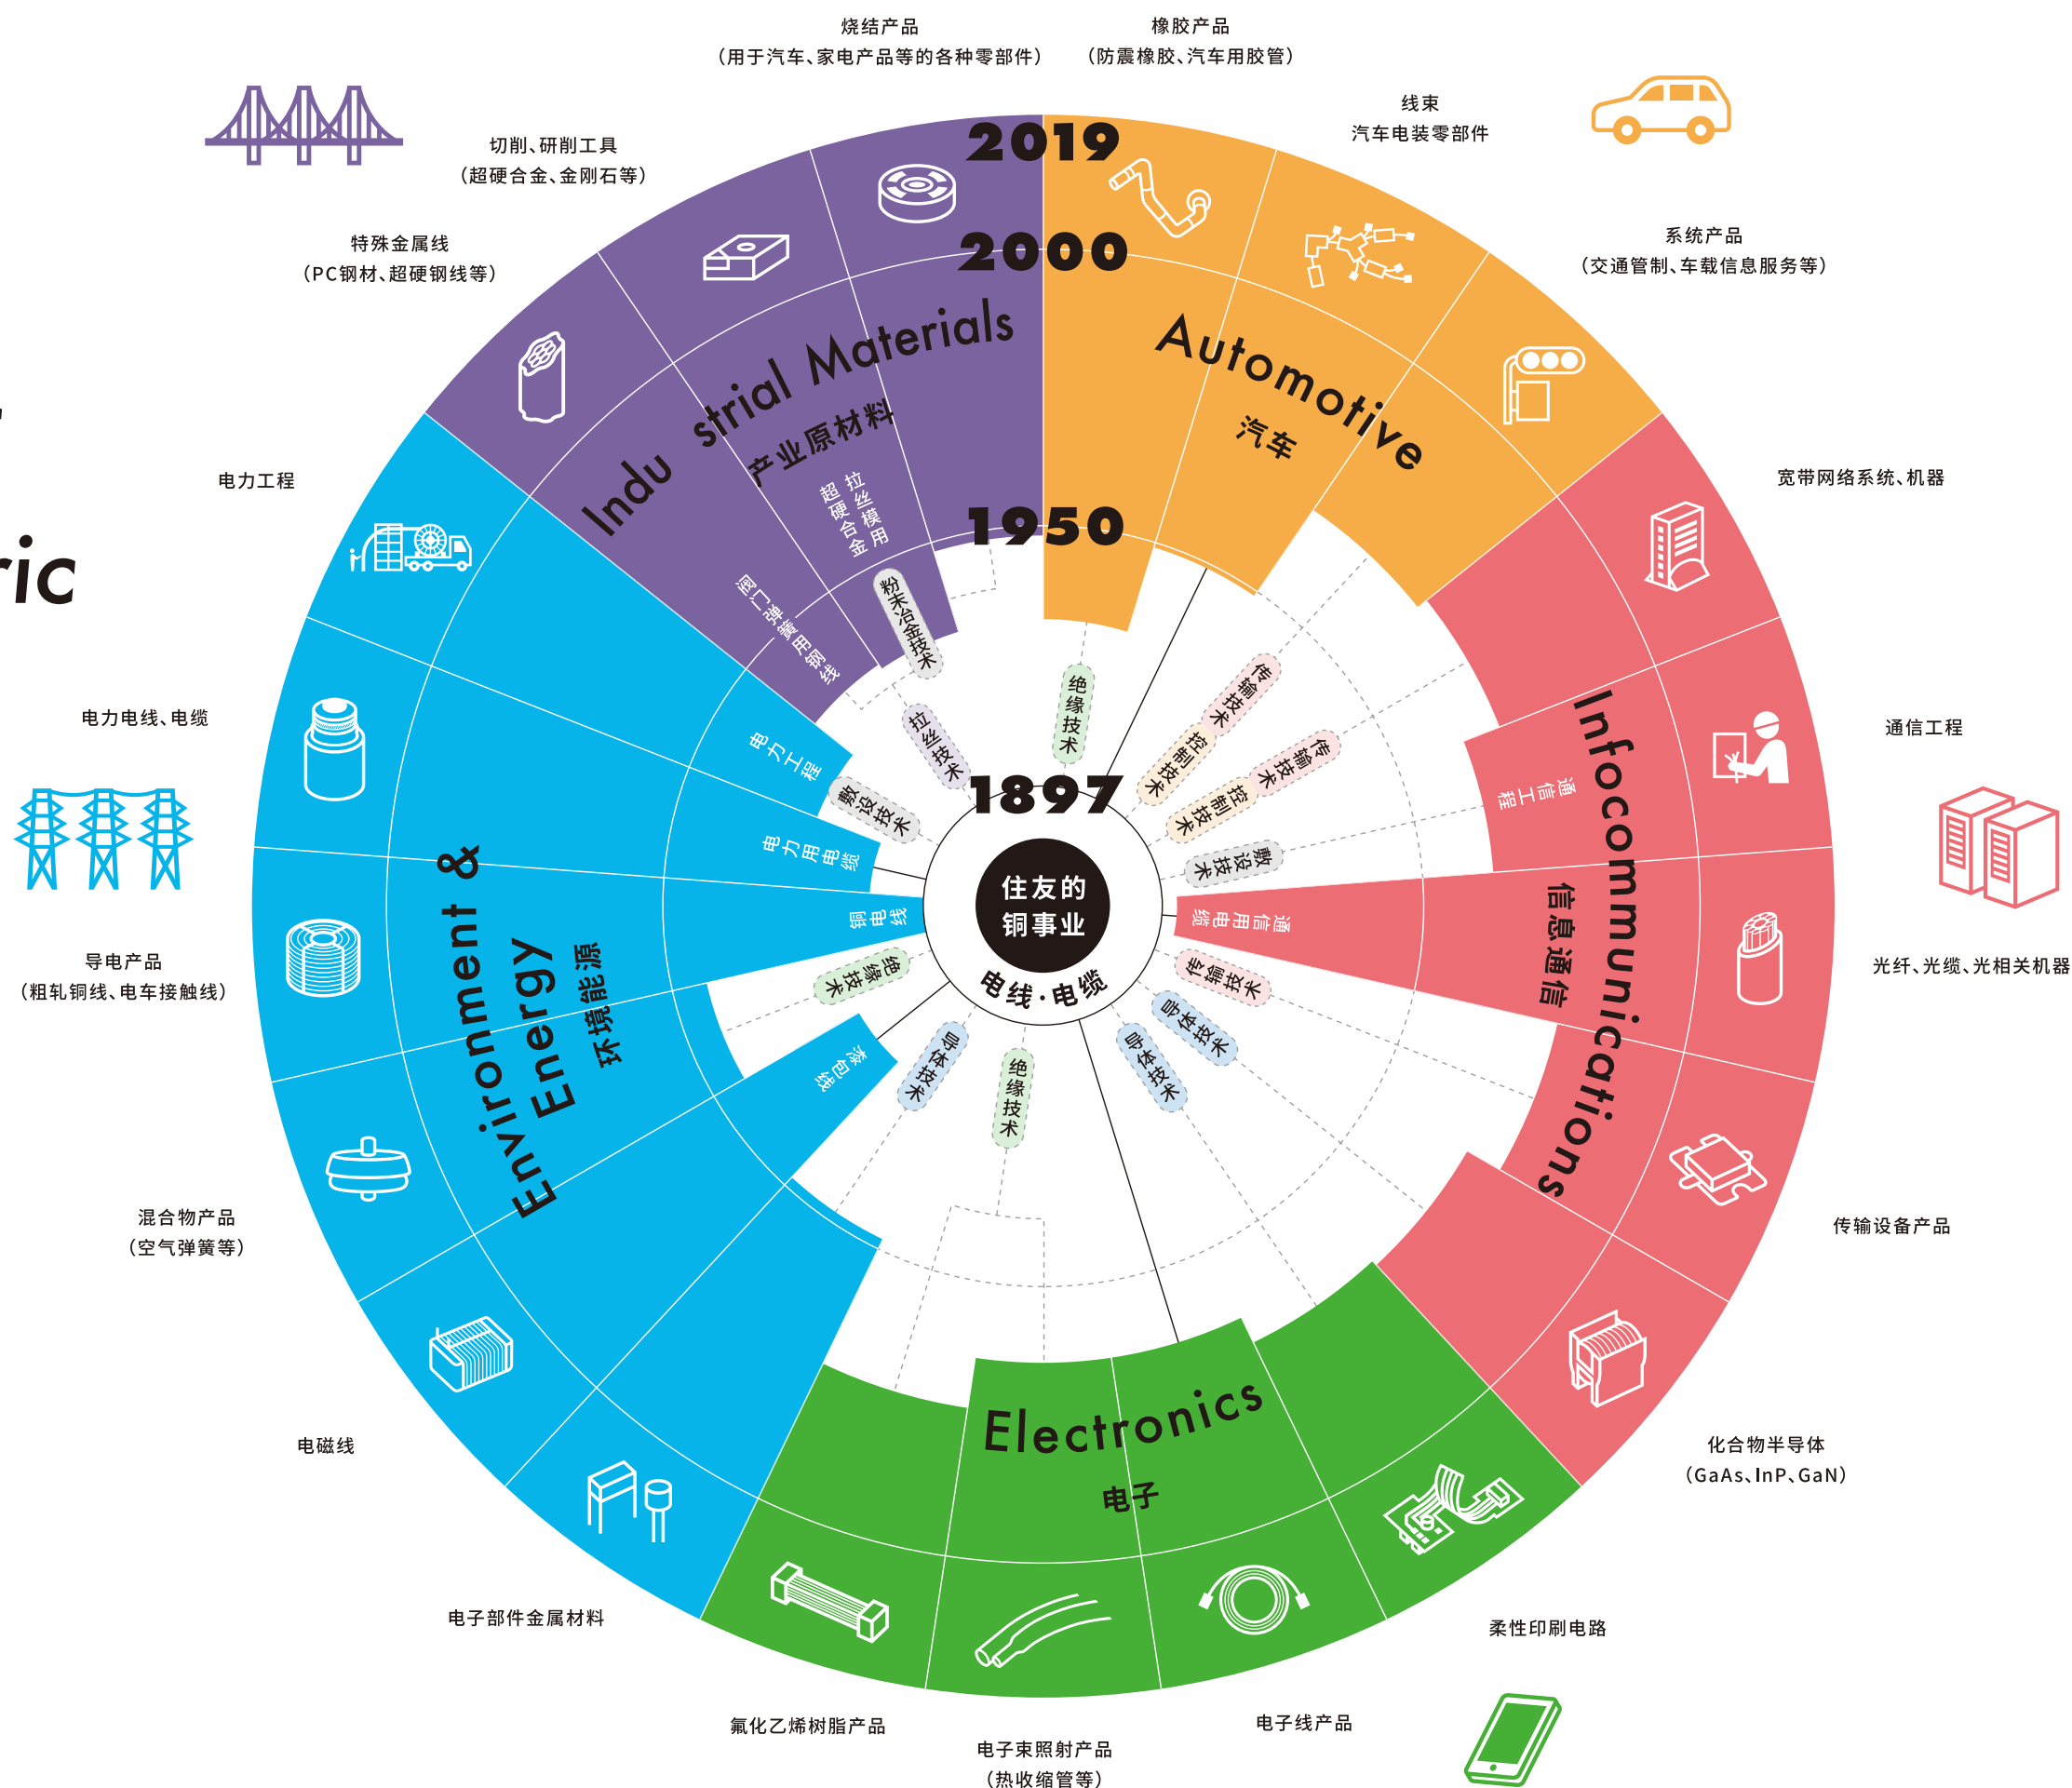 烧结产品
（用于汽车、家电产品等的各种零部件）
橡胶产品
（防震橡胶、汽车用胶管）
线束
汽车电装零部件
切削、研削工具
（超硬合金、金刚石等）
特殊金属线
（PC钢材、超硬钢线等）
系统产品
（交通管制、车载信息服务等）
宽带网络系统、机器
电力工程
通信工程
电力电线、电缆
光纤、光缆、光相关机器
导电产品
（粗轧铜线、电车接触线）
传输设备产品
混合物产品
（空气弹簧等）
化合物半导体
（GaAs、InP、GaN）
电磁线
柔性印刷电路
电子部件金属材料
电子线产品
氟化乙烯树脂产品
电子束照射产品
（热收缩管等）
ric
2019
2000
1950
1897
Industrial Materials
产业原材料
拉丝模用
超硬合金
阀门弹簧用钢线
粉末冶金技术
拉丝技术
Automotive
汽车
绝缘技术
传输技术
控制技术
传输技术
控制技术
敷设技术
Infocommunications
信息通信
通信工程
通信用电缆
传输技术
导体技术
导体技术
Electronics
电子
绝缘技术
导体技术
Environment &
Energy
环境能源
电力工程
敷设技术
电力用电缆
铜电线
绝缘技术
漆包线
住友的
铜事业
电线·电缆